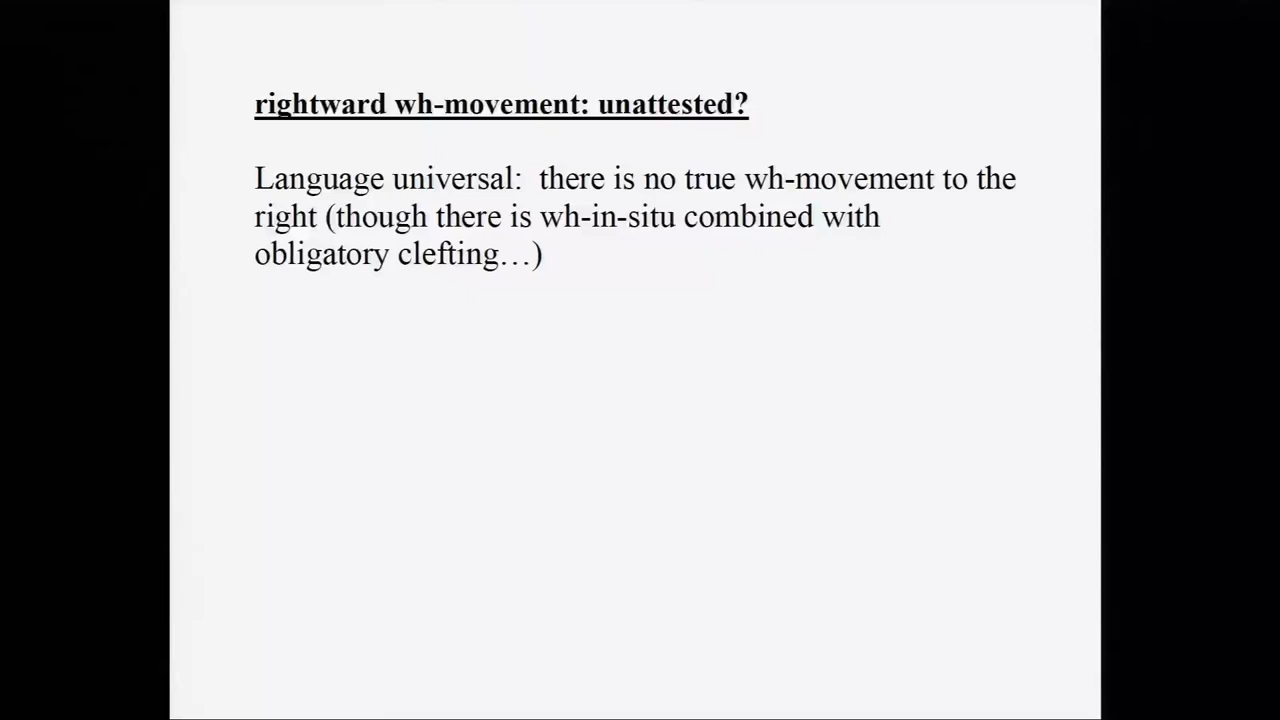 rightward wh-movement: unattested?
Language universal:  there is no true wh-movement to the
right (though there is wh-in-situ combined with
obligatory clefting…)